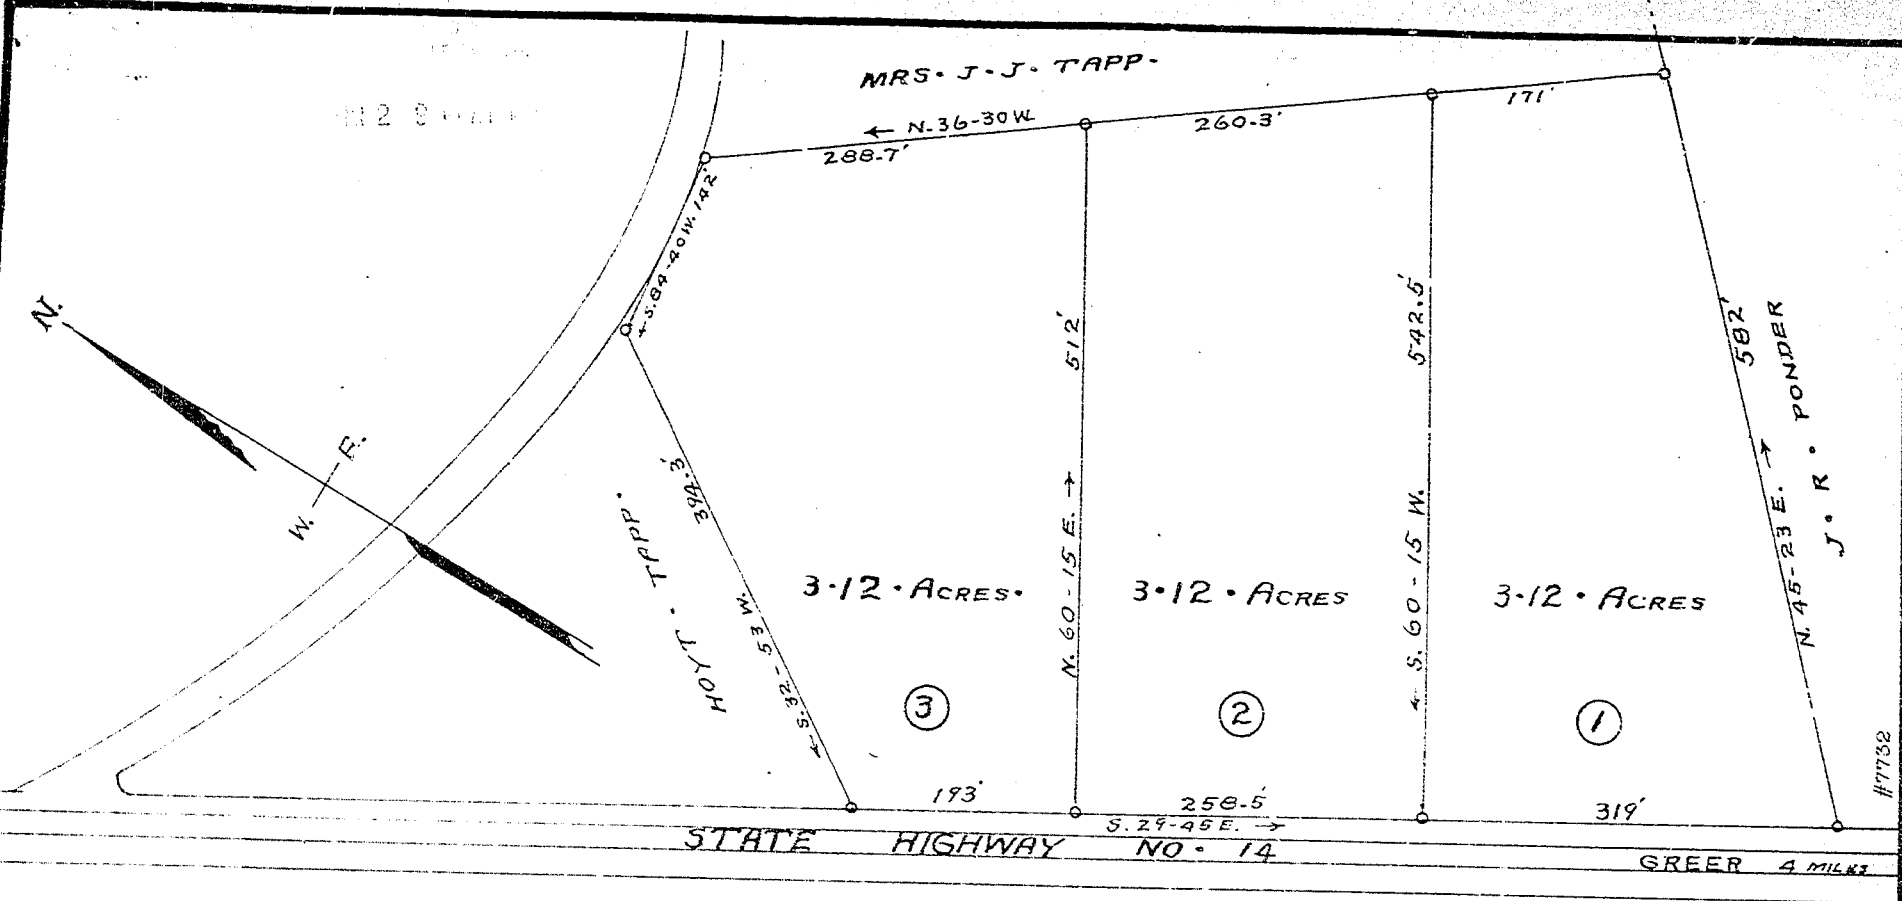 MRS. J. J. TAPP.
← N-36-30 W
288-7'
260-3'
171'
← S. 84-40 W. 142'
N.
E.
W.
512'
542.5'
582'
J. R. PONDER
N. 45-23 E. →
394.3'
← S. 32-53 W.
HOYT. TAPP.
N. 60-15 E. →
← S. 60-15 W.
3.12 . ACRES.
3.12 . ACRES
3.12 . ACRES
3
2
1
#7732
193'
258-5'
319'
S. 29-45 E. →
STATE HIGHWAY NO. 14
GREER 4 MILES